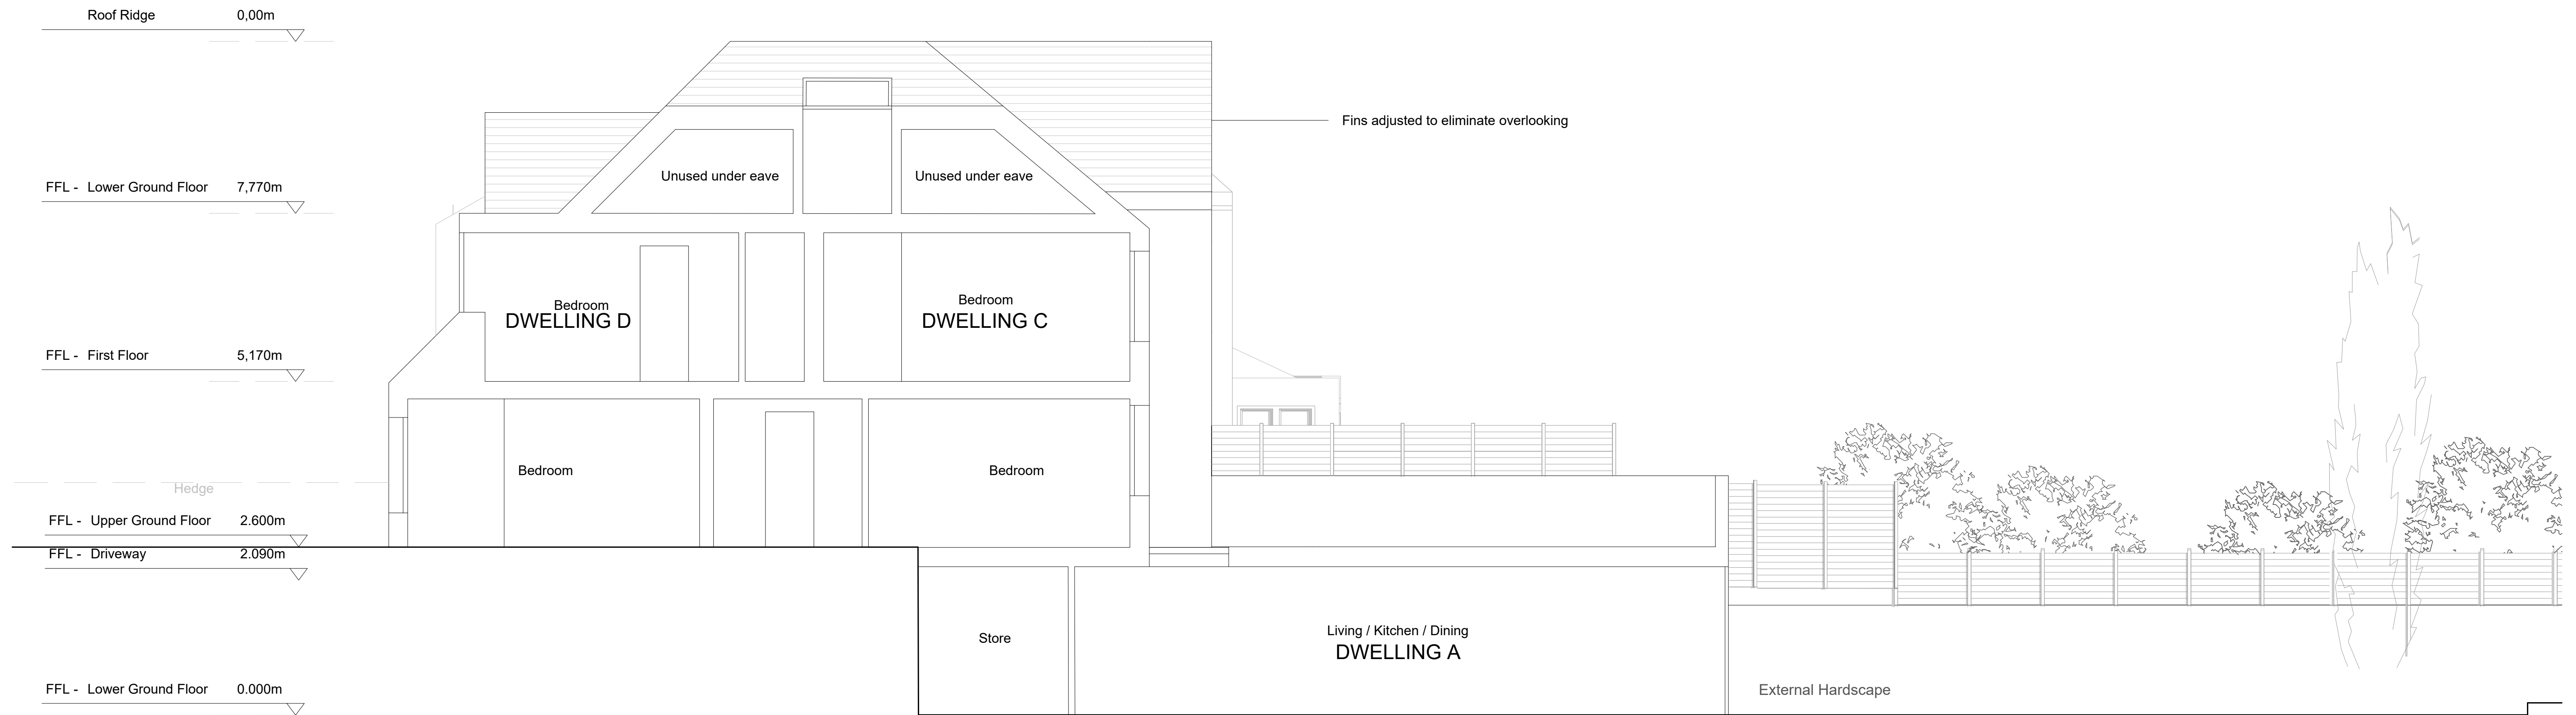 Roof Ridge 0,00m
Fins adjusted to eliminate overlooking
Unused under eave
Unused under eave
FFL - Lower Ground Floor 7,770m
Bedroom
DWELLING D
Bedroom
DWELLING C
FFL - First Floor 5,170m
Bedroom
Bedroom
Hedge
FFL - Upper Ground Floor 2.600m
FFL - Driveway 2.090m
Store
Living / Kitchen / Dining
DWELLING A
FFL - Lower Ground Floor 0.000m
External Hardscape